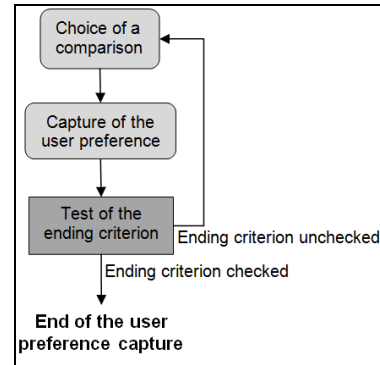 Choice of a
comparison
Capture of the
user preference
Test of the
ending criterion
Ending criterion unchecked
Ending criterion checked
End of the user
preference capture